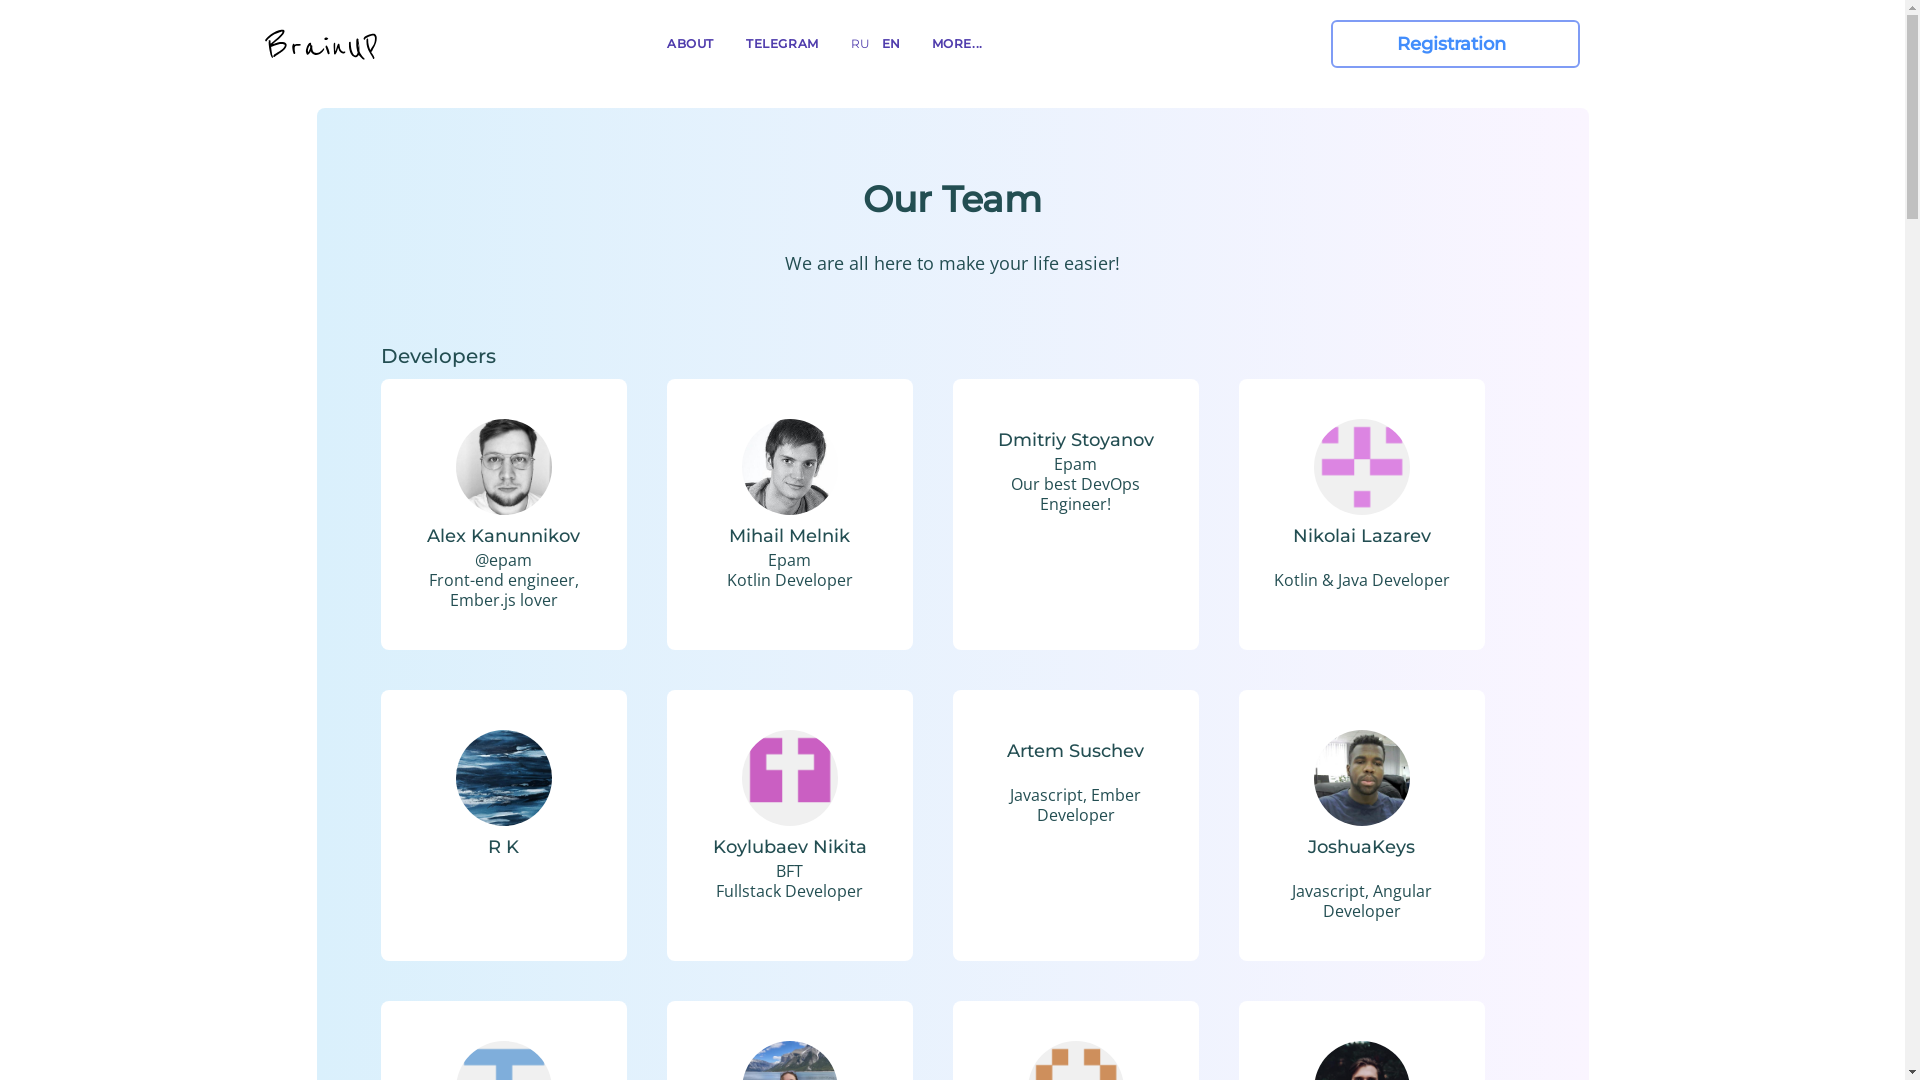 BrainUP
ABOUT
TELEGRAM
RU
EN
MORE...
Registration
Our Team
We are all here to make your life easier!
Developers
Alex Kanunnikov
@epam
Front-end engineer,
Ember.js lover
Mihail Melnik
Epam
Kotlin Developer
Dmitriy Stoyanov
Epam
Our best DevOps
Engineer!
Nikolai Lazarev
Kotlin & Java Developer
R K
Koylubaev Nikita
BFT
Fullstack Developer
Artem Suschev
Javascript, Ember
Developer
JoshuaKeys
Javascript, Angular
Developer